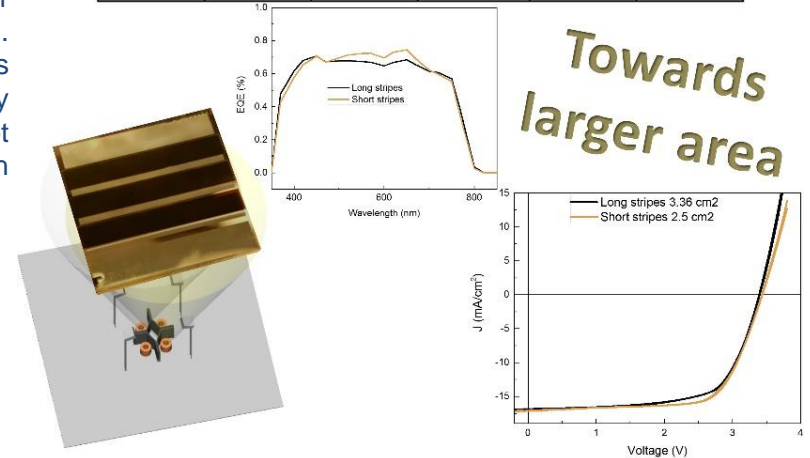 s
y
t
n
1.0
0.8
0.6
0.4
0.2
0.0
EQE (%)
Long stripes
Short stripes
400
600
800
Wavelength (nm)
Towards
larger area
15
10
5
0
-5
-10
-15
J (mA/cm²)
Long stripes 3.36 cm2
Short stripes 2.5 cm2
0
1
2
3
4
Voltage (V)